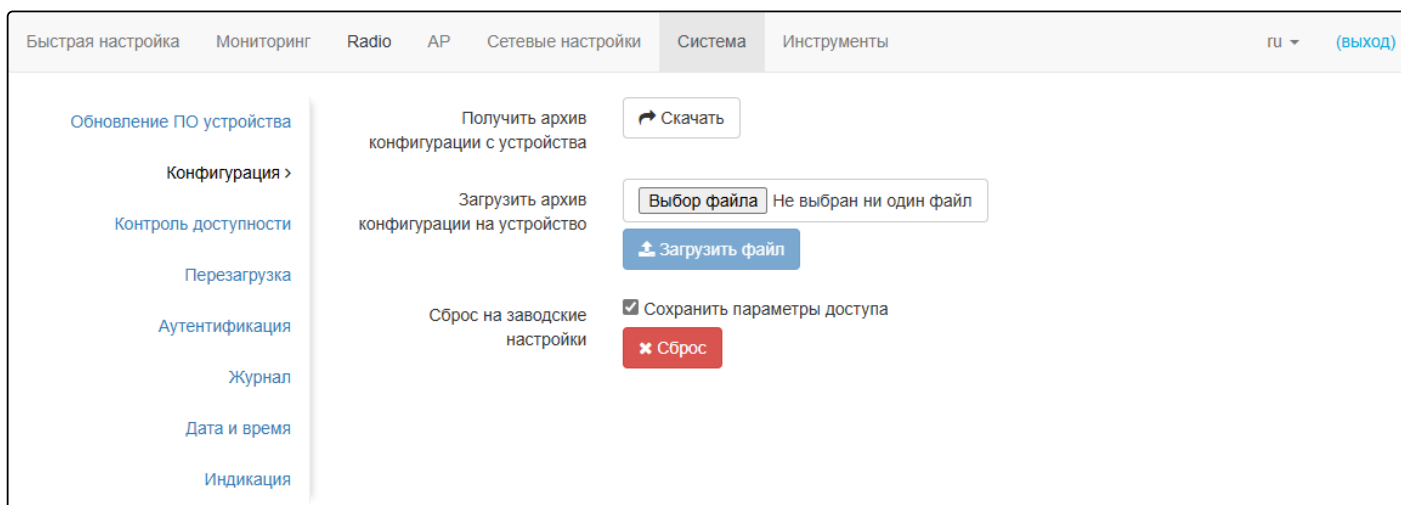 Быстрая настройка Мониторинг Radio AP Сетевые настройки Система Инструменты ru (выход)
Обновление ПО устройства
Конфигурация >
Контроль доступности
Перезагрузка
Аутентификация
Журнал
Дата и время
Индикация
Получить архив
конфигурации с устройства
Скачать
Загрузить архив
конфигурации на устройство
Выбор файла Не выбран ни один файл
Загрузить файл
Сброс на заводские
настройки
Сохранить параметры доступа
Сброс